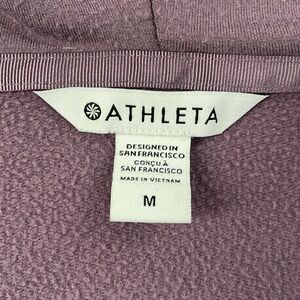 ATHLETA
DESIGNED IN
SAN FRANCISCO
CONÇU À
SAN FRANCISCO
MADE IN VIETNAM
M